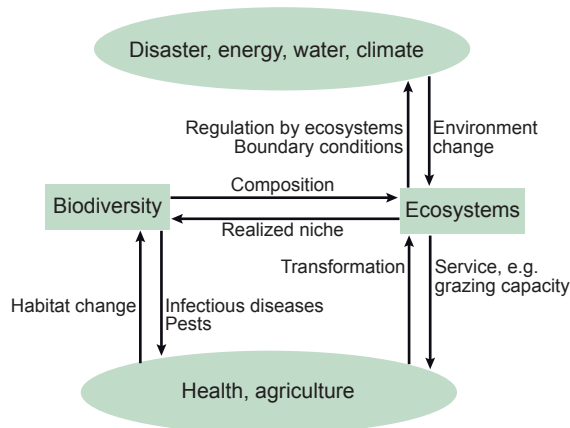 Disaster, energy, water, climate
Regulation by ecosystems
Boundary conditions
Environment
change
Composition
Biodiversity
Ecosystems
Realized niche
Transformation
Service, e.g.
grazing capacity
Habitat change
Infectious diseases
Pests
Health, agriculture